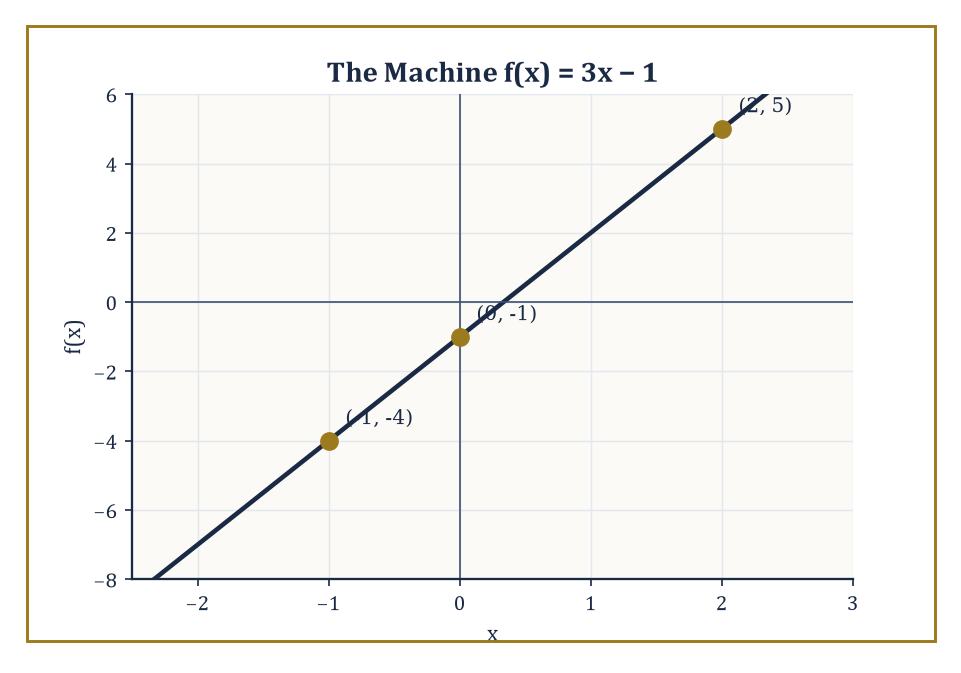 The Machine f(x) = 3x − 1
6
(2, 5)
4
2
0
(0, -1)
f(x)
−2
(-1, -4)
−4
−6
−8
−2 −1 0 1 2 3
x